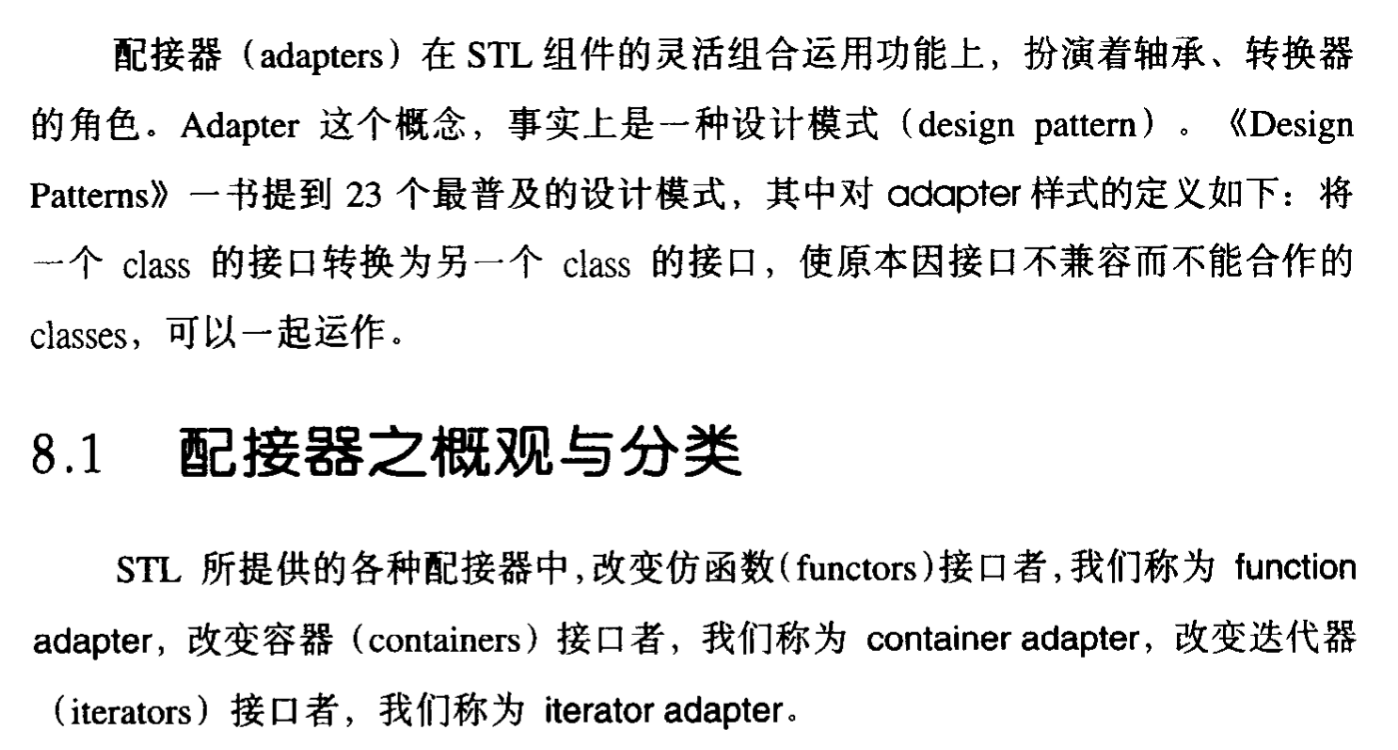 配接器（adapters）在 STL 组件的灵活组合运用功能上，扮演着轴承、转换器
的角色。Adapter 这个概念，事实上是一种设计模式（design pattern）。《Design
Patterns》一书提到 23 个最普及的设计模式，其中对 adapter 样式的定义如下：将
一个 class 的接口转换为另一个 class 的接口，使原本因接口不兼容而不能合作的
classes，可以一起运作。
8.1 配接器之概观与分类
STL 所提供的各种配接器中，改变仿函数（functors）接口者，我们称为 function
adapter，改变容器（containers）接口者，我们称为 container adapter，改变迭代器
（iterators）接口者，我们称为 iterator adapter。